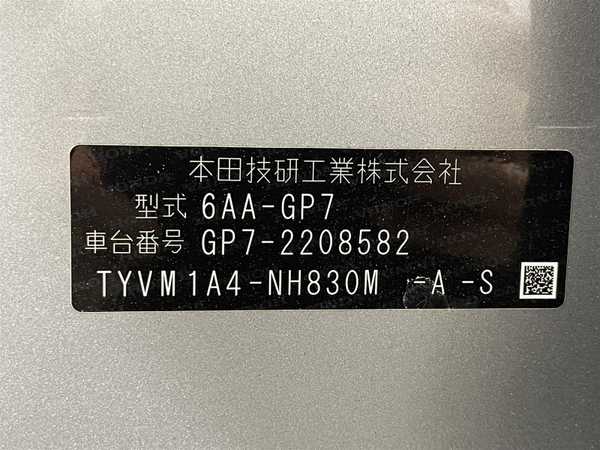 本田技研工業株式会社
型式 6AA-GP7
車台番号 GP7-2208582
TYVM1A4-NH830M -A-S